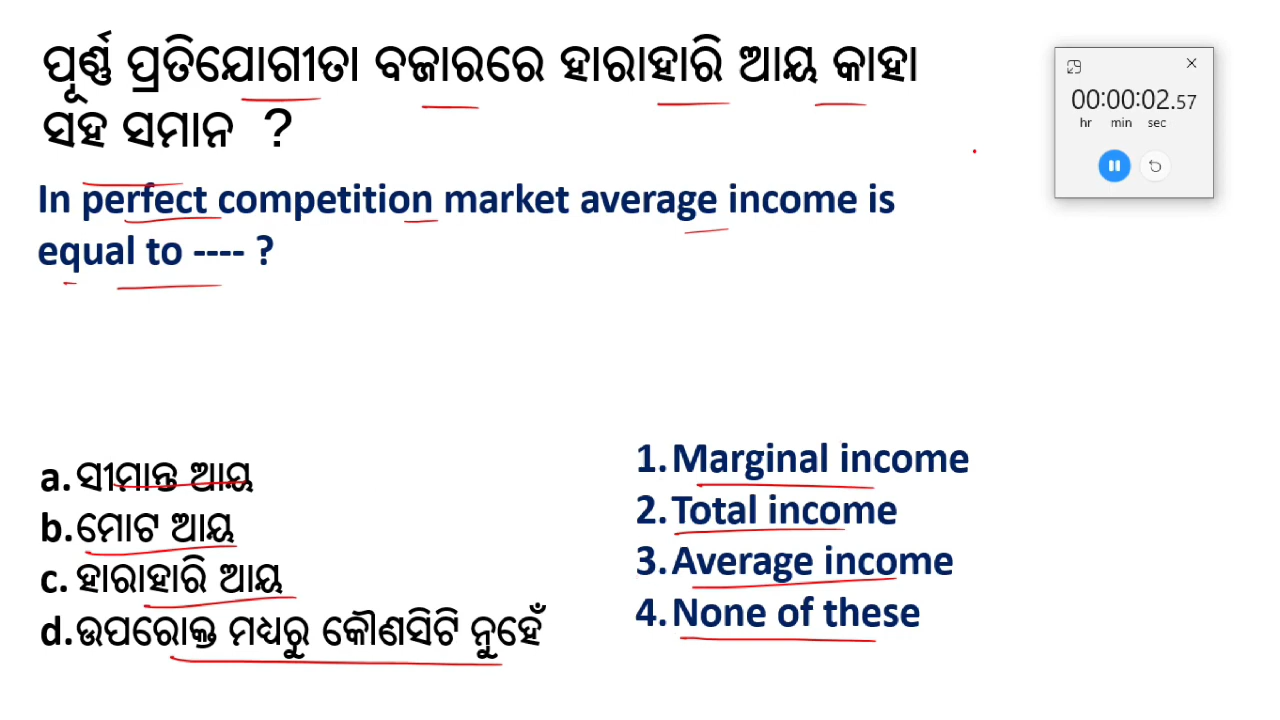 ପୂର୍ଣ୍ଣ ପ୍ରତିଯୋଗୀତା ବଜାରରେ ହାରାହାରି ଆୟ କାହା
ସହ ସମାନ ?
In perfect competition market average income is
equal to ---- ?
a.ସୀମାନ୍ତ ଆୟ
b.ମୋଟ ଆୟ
c. ହାରାହାରି ଆୟ
d.ଉପରୋକ୍ତ ମଧ୍ୟରୁ କୌଣସିଟି ନୁହେଁ
1.Marginal income
2.Total income
3.Average income
4.None of these
00:00:02.57
hr min sec